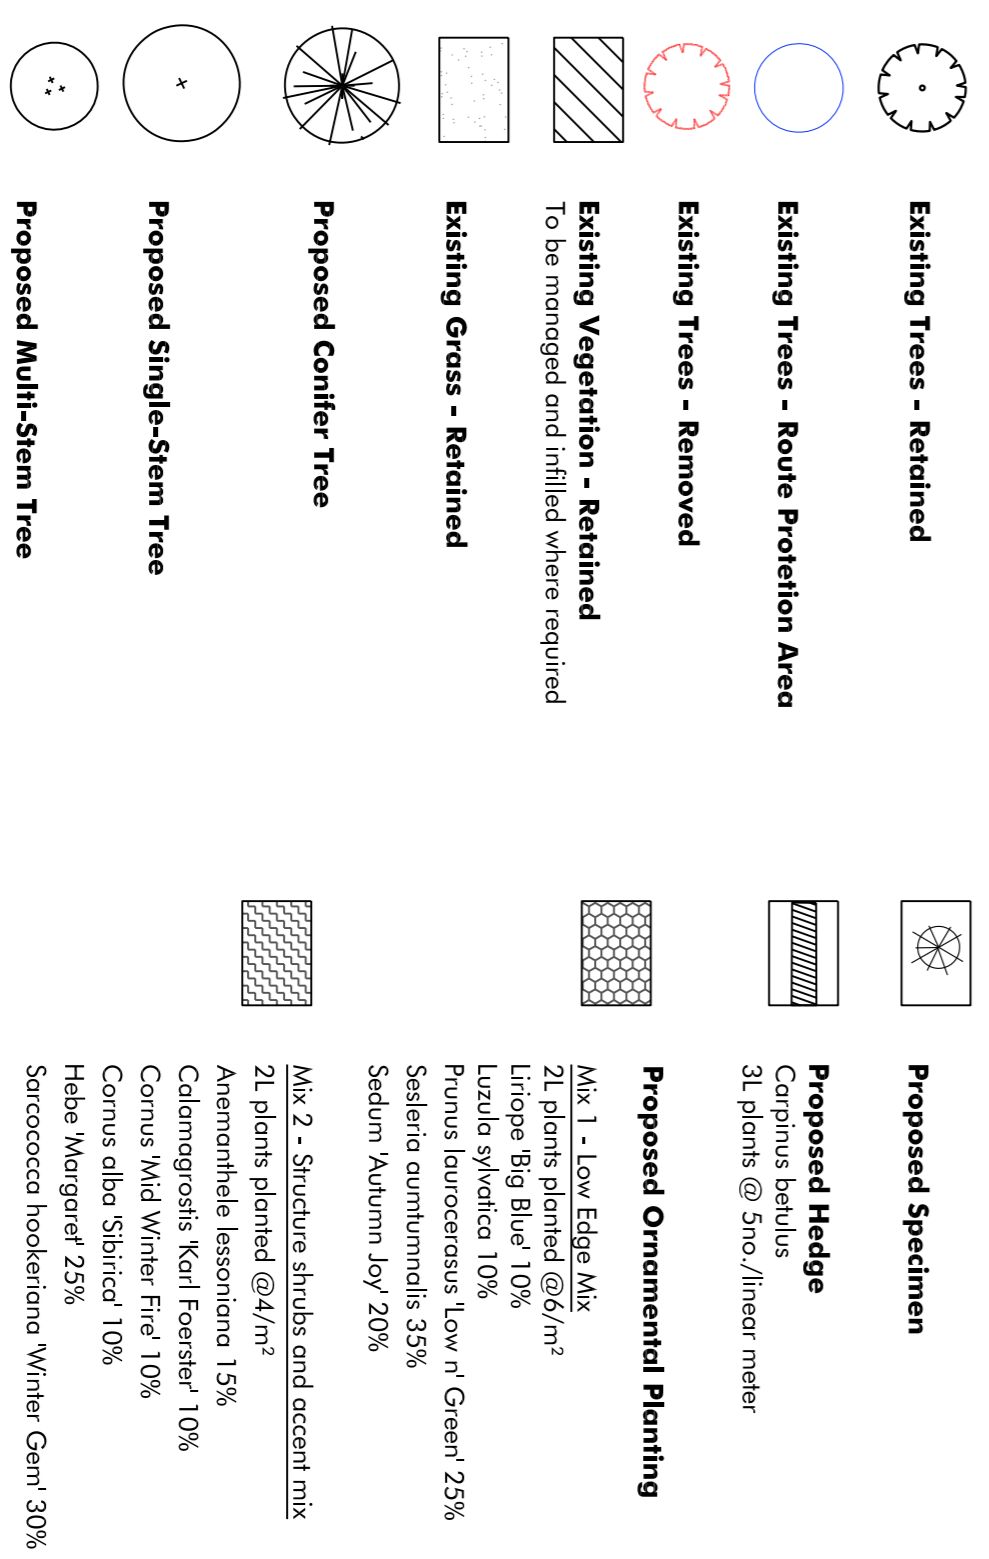 Existing Trees - Retained
Existing Trees - Route Protetion Area
Existing Trees - Removed
Existing Vegetation - Retained
To be managed and infilled where required
Existing Grass - Retained
Proposed Conifer Tree
Proposed Single-Stem Tree
Proposed Multi-Stem Tree
Proposed Specimen
Proposed Hedge
Carpinus betulus
3L plants @ 5no./linear meter
Proposed Ornamental Planting
Mix 1 - Low Edge Mix
2L plants planted @6/m²
Liriope 'Big Blue' 10%
Luzula sylvatica 10%
Prunus laurocerasus 'Low n' Green' 25%
Sesleria aumtumnalis 35%
Sedum 'Autumn Joy' 20%
Mix 2 - Structure shrubs and accent mix
2L plants planted @4/m²
Anemanthele lessoniana 15%
Calamagrostis 'Karl Foerster' 10%
Cornus 'Mid Winter Fire' 10%
Cornus alba 'Sibirica' 10%
Hebe 'Margaret' 25%
Sarcococca hookeriana 'Winter Gem' 30%